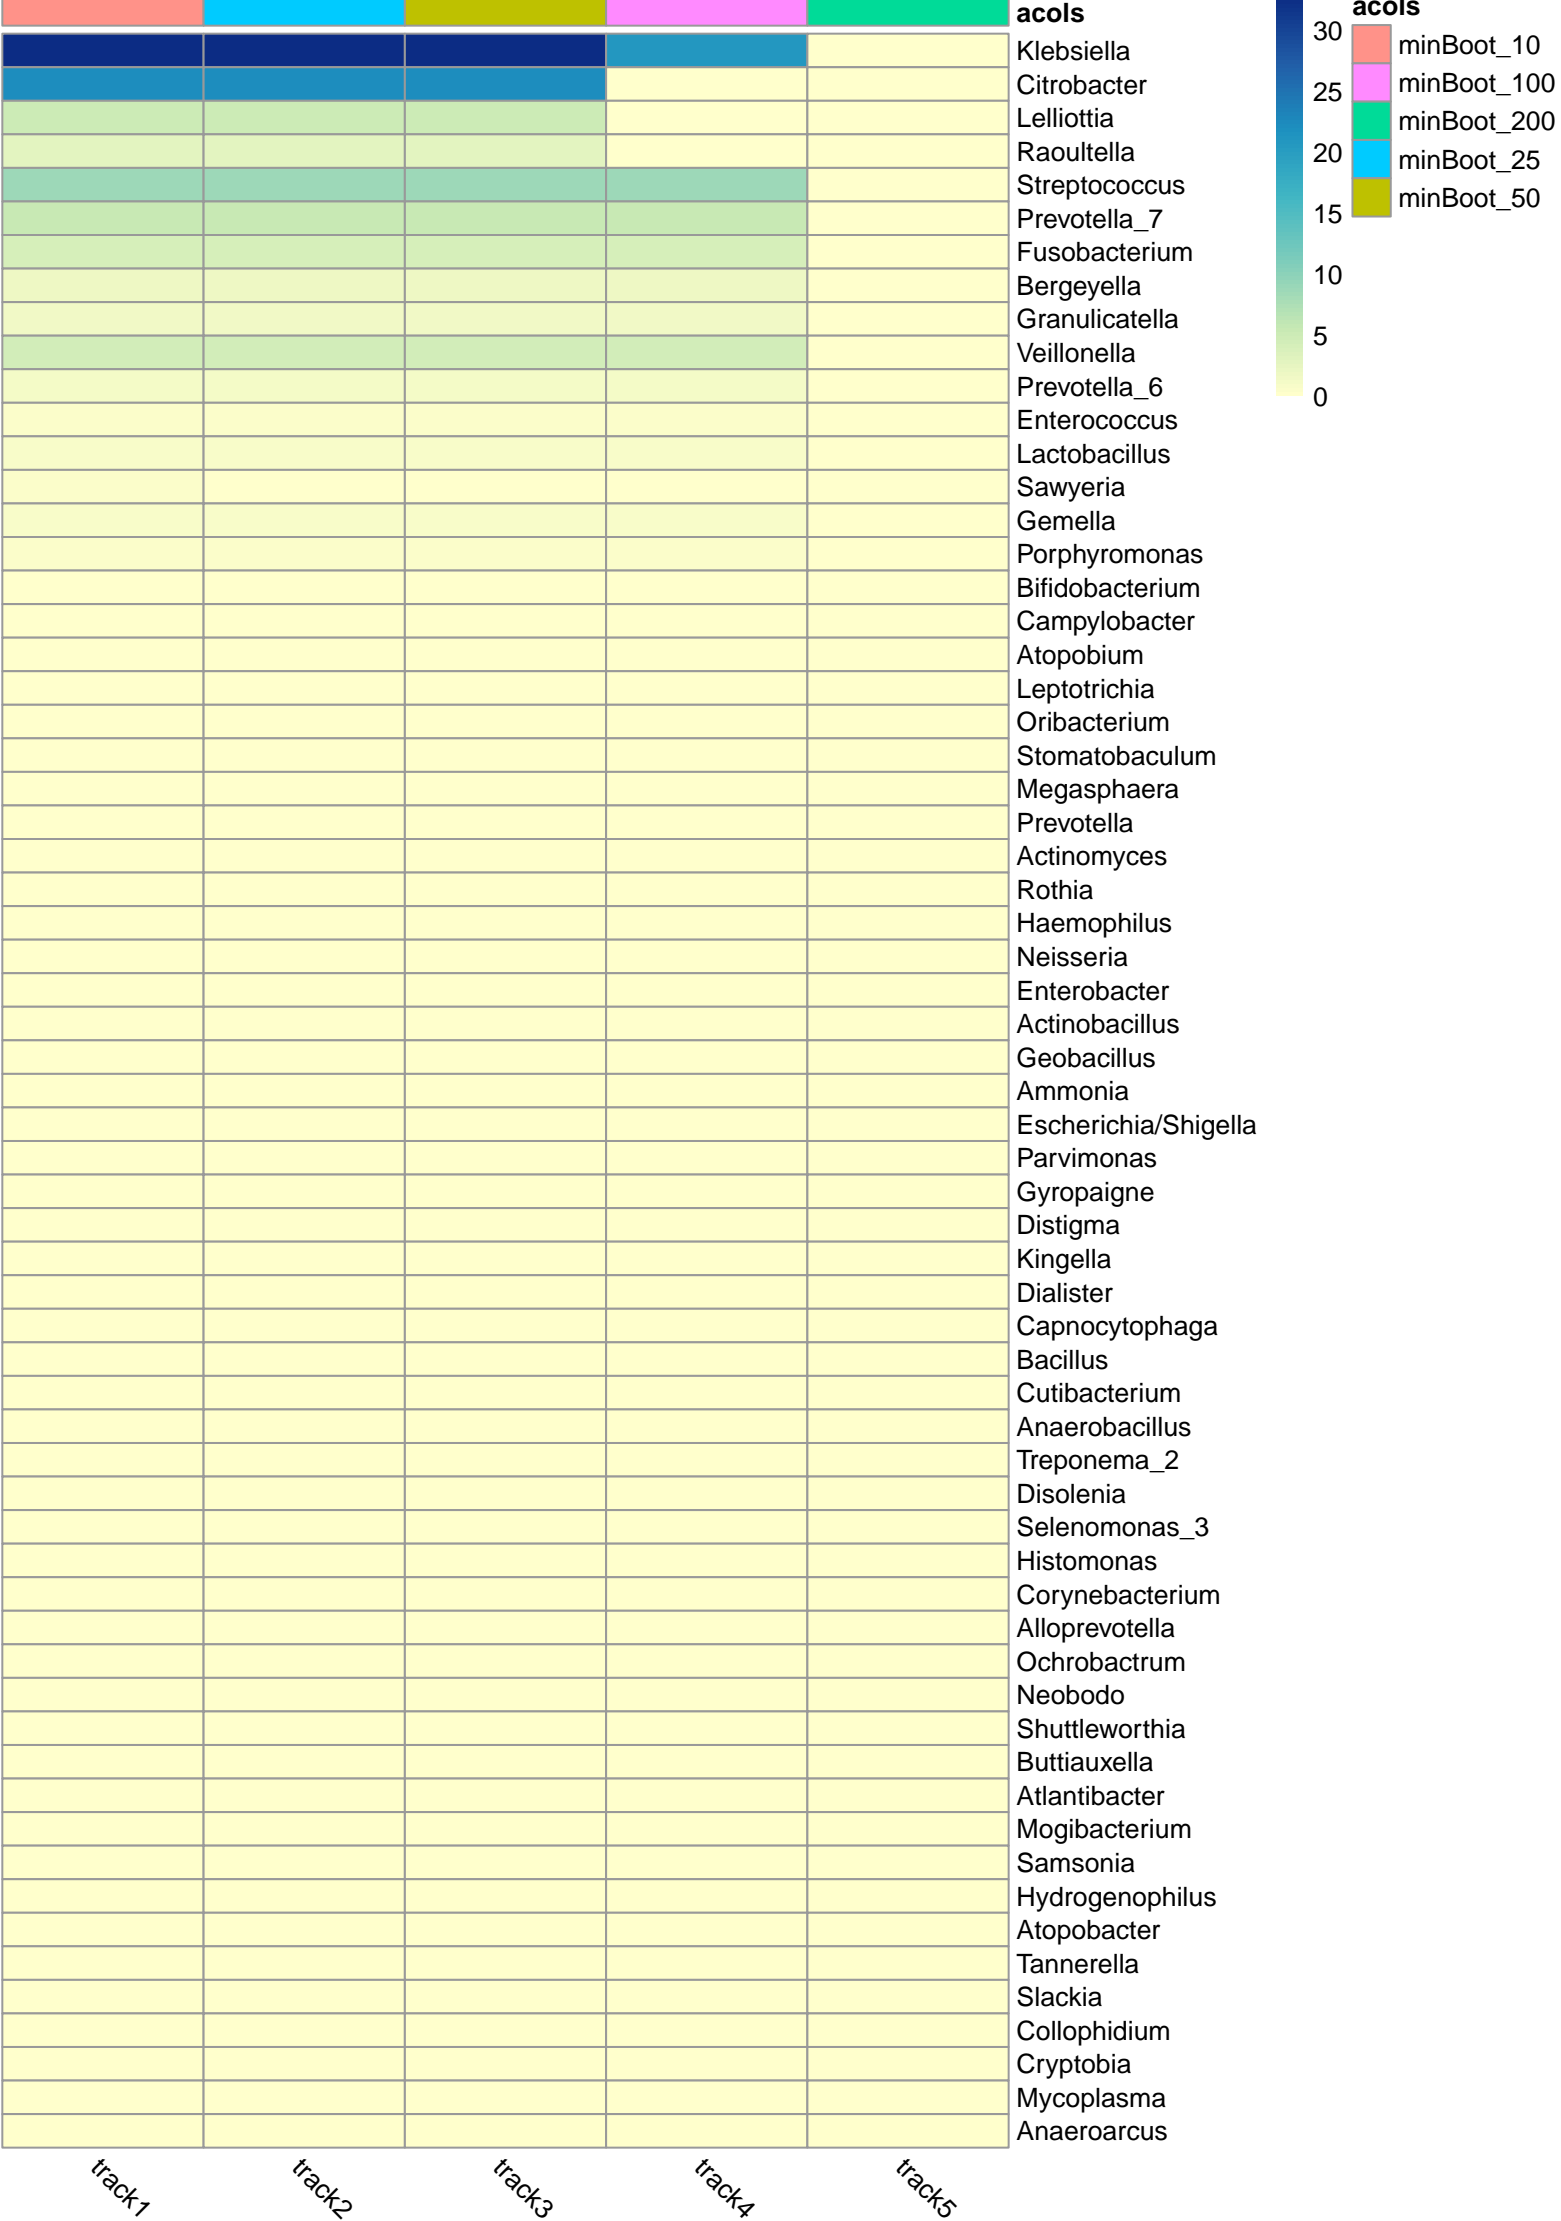 acols
Klebsiella
Citrobacter
Lelliottia
Raoultella
Streptococcus
Prevotella_7
Fusobacterium
Bergeyella
Granulicatella
Veillonella
Prevotella_6
Enterococcus
Lactobacillus
Sawyeria
Gemella
Porphyromonas
Bifidobacterium
Campylobacter
Atopobium
Leptotrichia
Oribacterium
Stomatobaculum
Megasphaera
Prevotella
Actinomyces
Rothia
Haemophilus
Neisseria
Enterobacter
Actinobacillus
Geobacillus
Ammonia
Escherichia/Shigella
Parvimonas
Gyropaigne
Distigma
Kingella
Dialister
Capnocytophaga
Bacillus
Cutibacterium
Anaerobacillus
Treponema_2
Disolenia
Selenomonas_3
Histomonas
Corynebacterium
Alloprevotella
Ochrobactrum
Neobodo
Shuttleworthia
Buttiauxella
Atlantibacter
Mogibacterium
Samsonia
Hydrogenophilus
Atopobacter
Tannerella
Slackia
Collophidium
Cryptobia
Mycoplasma
Anaeroarcus
track1
track2
track3
track4
track5
30
25
20
15
10
5
0
acols
minBoot_10
minBoot_100
minBoot_200
minBoot_25
minBoot_50